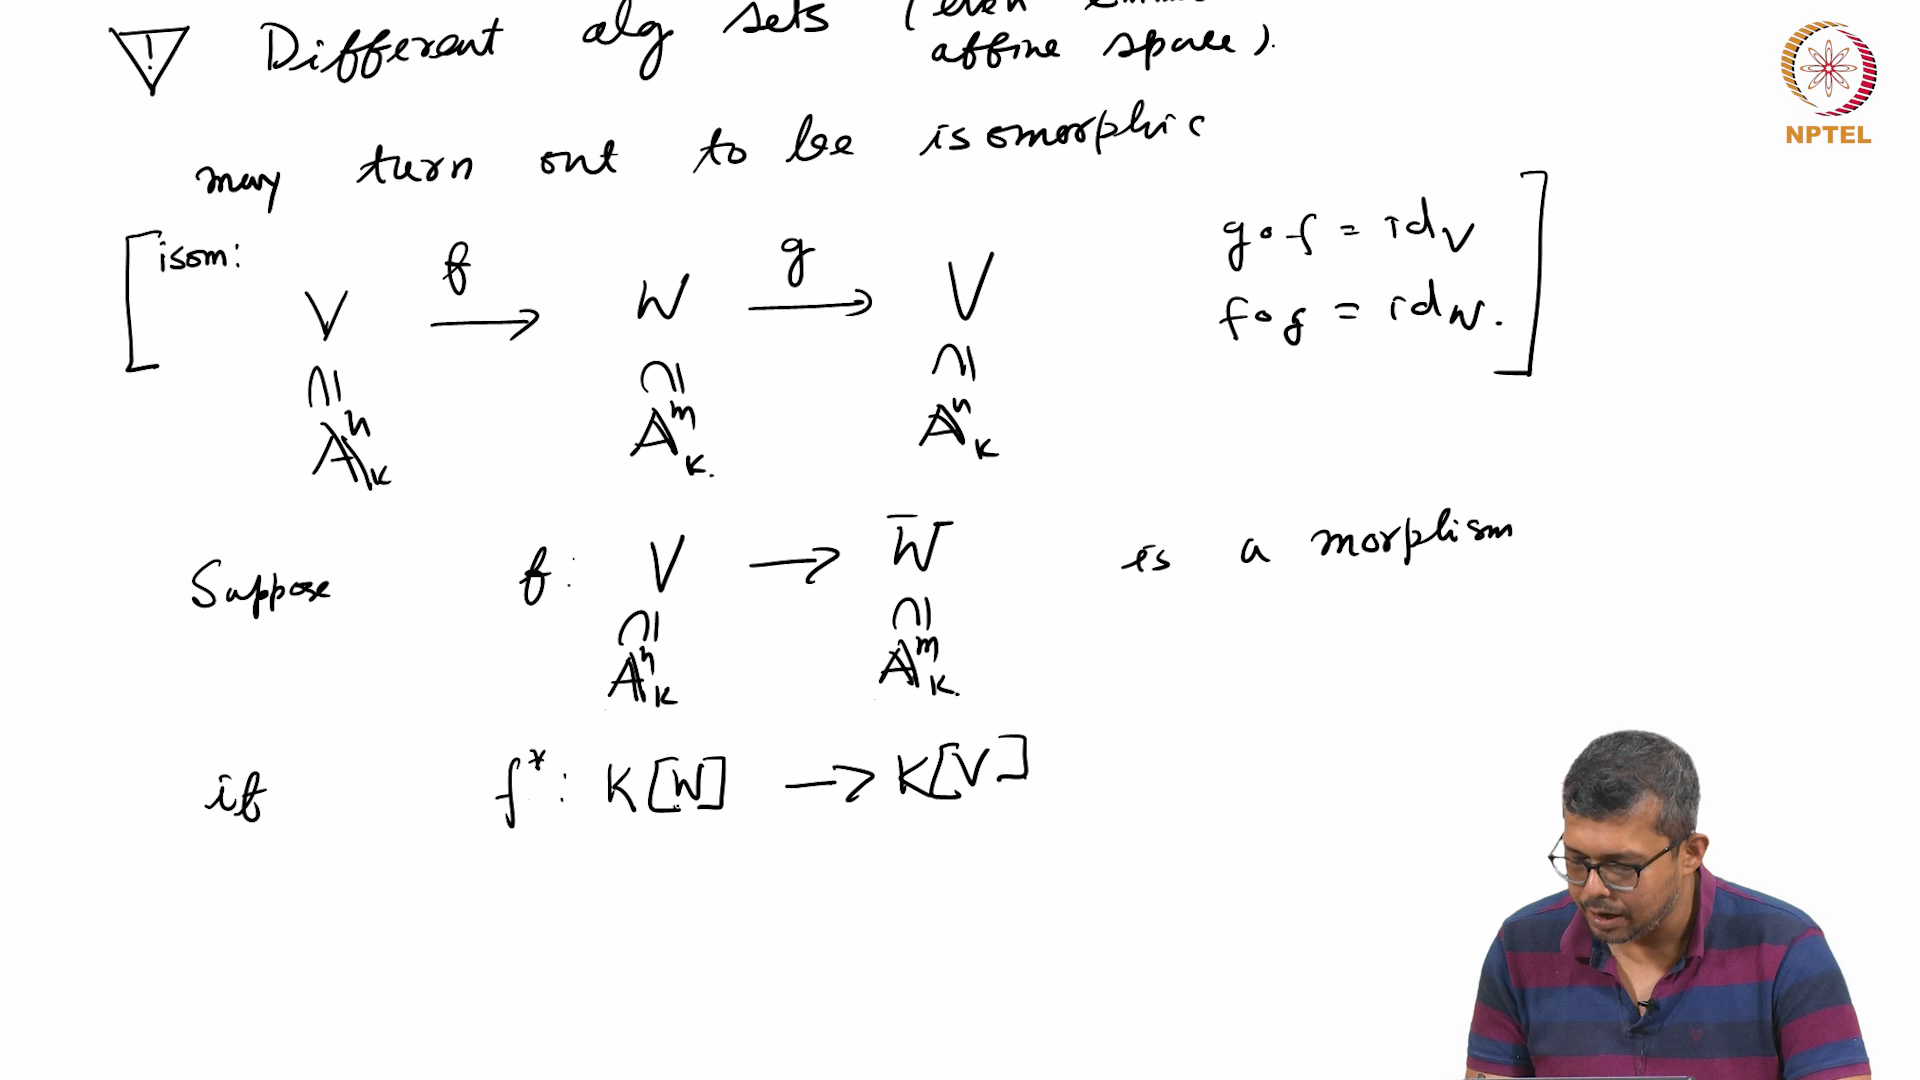 ! Different alg sets (even
affine space).
may turn out to be isomorphic
[isom: V f→ W g→ V g∘f = id_V
f∘g = id_W.]
∩| ∩| ∩|
A^n_K A^m_K. A^n_K
Suppose f: V → W is a morphism
∩| ∩|
A^n_K A^m_K.
if f*: K[W] → K[V]
NPTEL